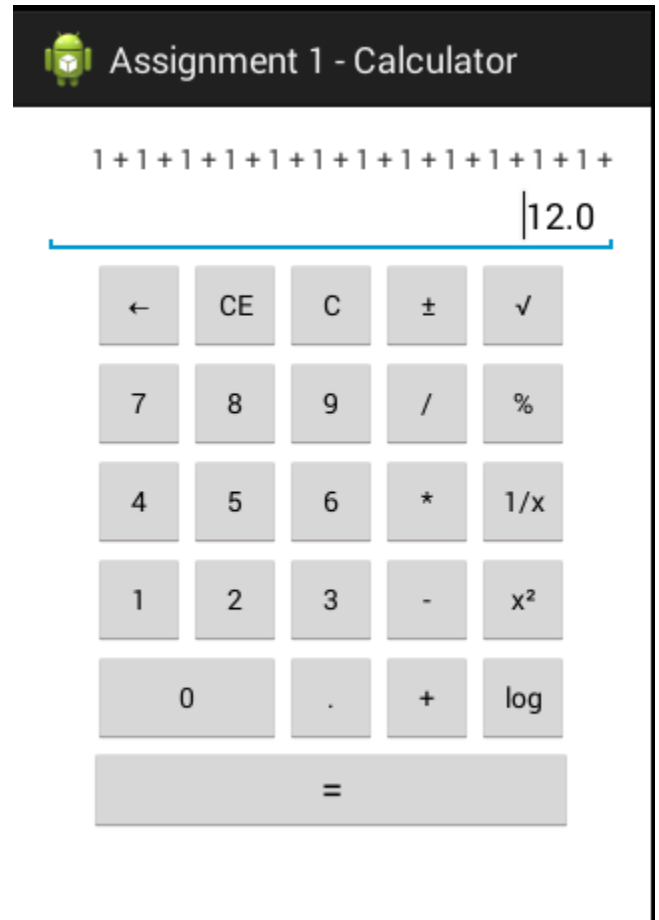 Assignment 1 - Calculator
1 + 1 + 1 + 1 + 1 + 1 + 1 + 1 + 1 + 1 + 1 + 1 +
12.0
← CE C ± √
7 8 9 / %
4 5 6 * 1/x
1 2 3 - x²
0 . + log
=